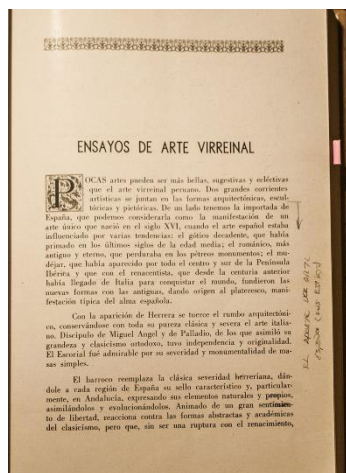 ENSAYOS DE ARTE VIRREINAL
POCAS artes pueden ser más bellas, sugestivas y eclécticas
que el arte virreinal peruano. Dos grandes corrientes
artísticas se juntan en las formas arquitectónicas, escul-
tóricas y pictóricas. De un lado tenemos la importada de
España, que podemos considerarla como la manifestación de un
arte único que nació en el siglo XVI, cuando el arte español estaba
influenciado por varias tendencias: el gótico decadente, que había
primado en los últimos siglos de la edad media; el románico, más
antiguo y eterno, que perduraba en los pétreos monumentos; el mu-
déjar, que había aparecido por todo el centro y sur de la Península
Ibérica y que con el renacentista, que desde la centuria anterior
había llegado de Italia para conquistar el mundo, fundieron las
nuevas formas con las antiguas, dando origen al plateresco, mani-
festación típica del alma española.
Con la aparición de Herrera se tuerce el rumbo arquitectóni-
co, conservándose con toda su pureza clásica y severa el arte italia-
no. Discípulo de Miguel Angel y de Palladio, de los que asimiló su
grandeza y clasicismo ortodoxo, tuvo independencia y originalidad.
El Escorial fué admirable por su severidad y monumentalidad de ma-
sas simples.
El barroco reemplaza la clásica severidad herreriana, dán-
dole a cada región de España su sello característico y, particular-
mente, en Andalucía, expresando sus elementos naturales y propios,
asimilándolos y evolucionándolos. Animado de un gran sentimien-
to de libertad, reacciona contra las formas abstractas y académicas
del clasicismo, pero que, sin ser una ruptura con el renacimiento,